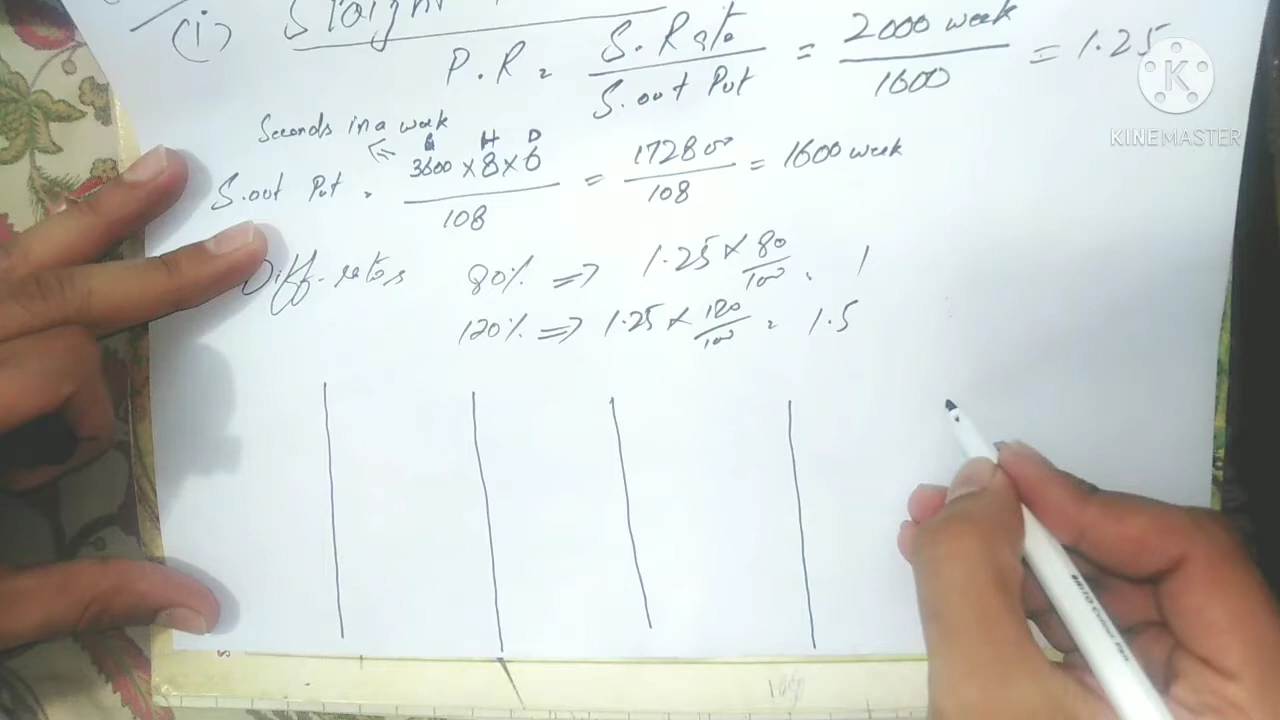 (i) Staight
P.R = S.Rate / S.out Put = 2000 week / 1600 = 1.25
K
KINEMASTER
Seconds in a week
H D
S.out Put = 3600 × 8 × 6 / 108 = 172800 / 108 = 1600 week
Diff. rates 80% => 1.25 × 80 / 100 = 1
120% => 1.25 × 120 / 100 = 1.5